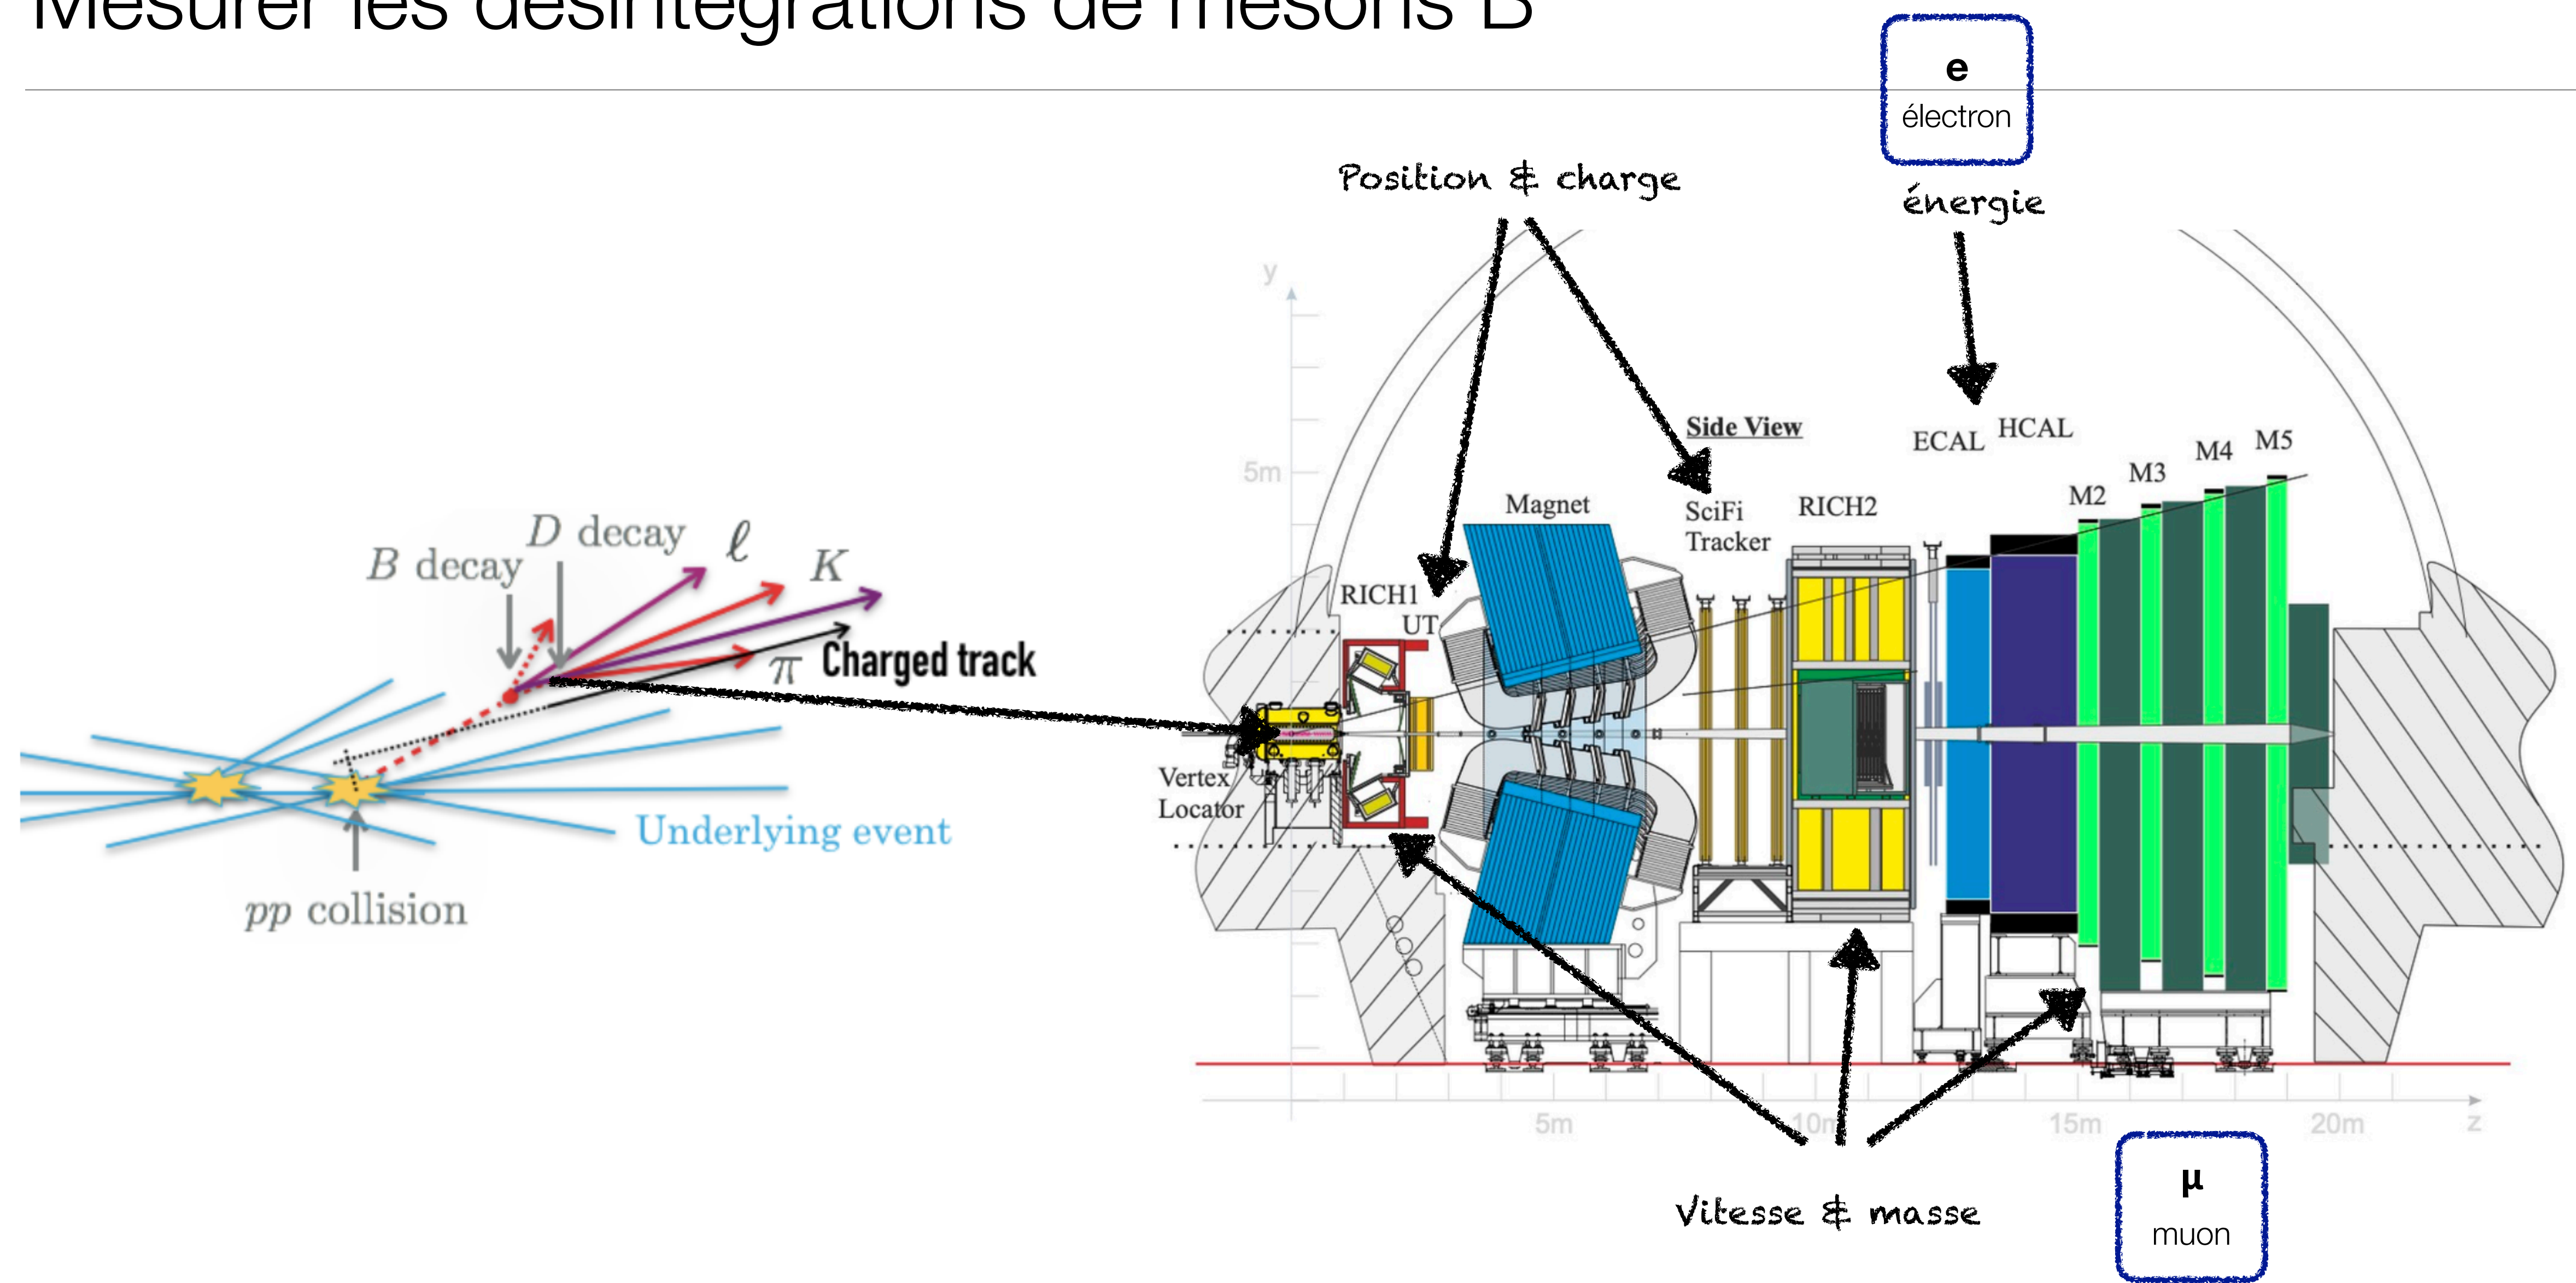 Mesurer les désintégrations de mésons B
e
électron
Position & charge
énergie
y
Side View
ECAL
HCAL
M5
M4
M3
M2
5m
Magnet
SciFi
Tracker
RICH2
RICH1
UT
D decay
ℓ
B decay
K
π
Charged track
Vertex
Locator
Underlying event
pp collision
5m
10m
15m
20m
z
Vitesse & masse
μ
muon